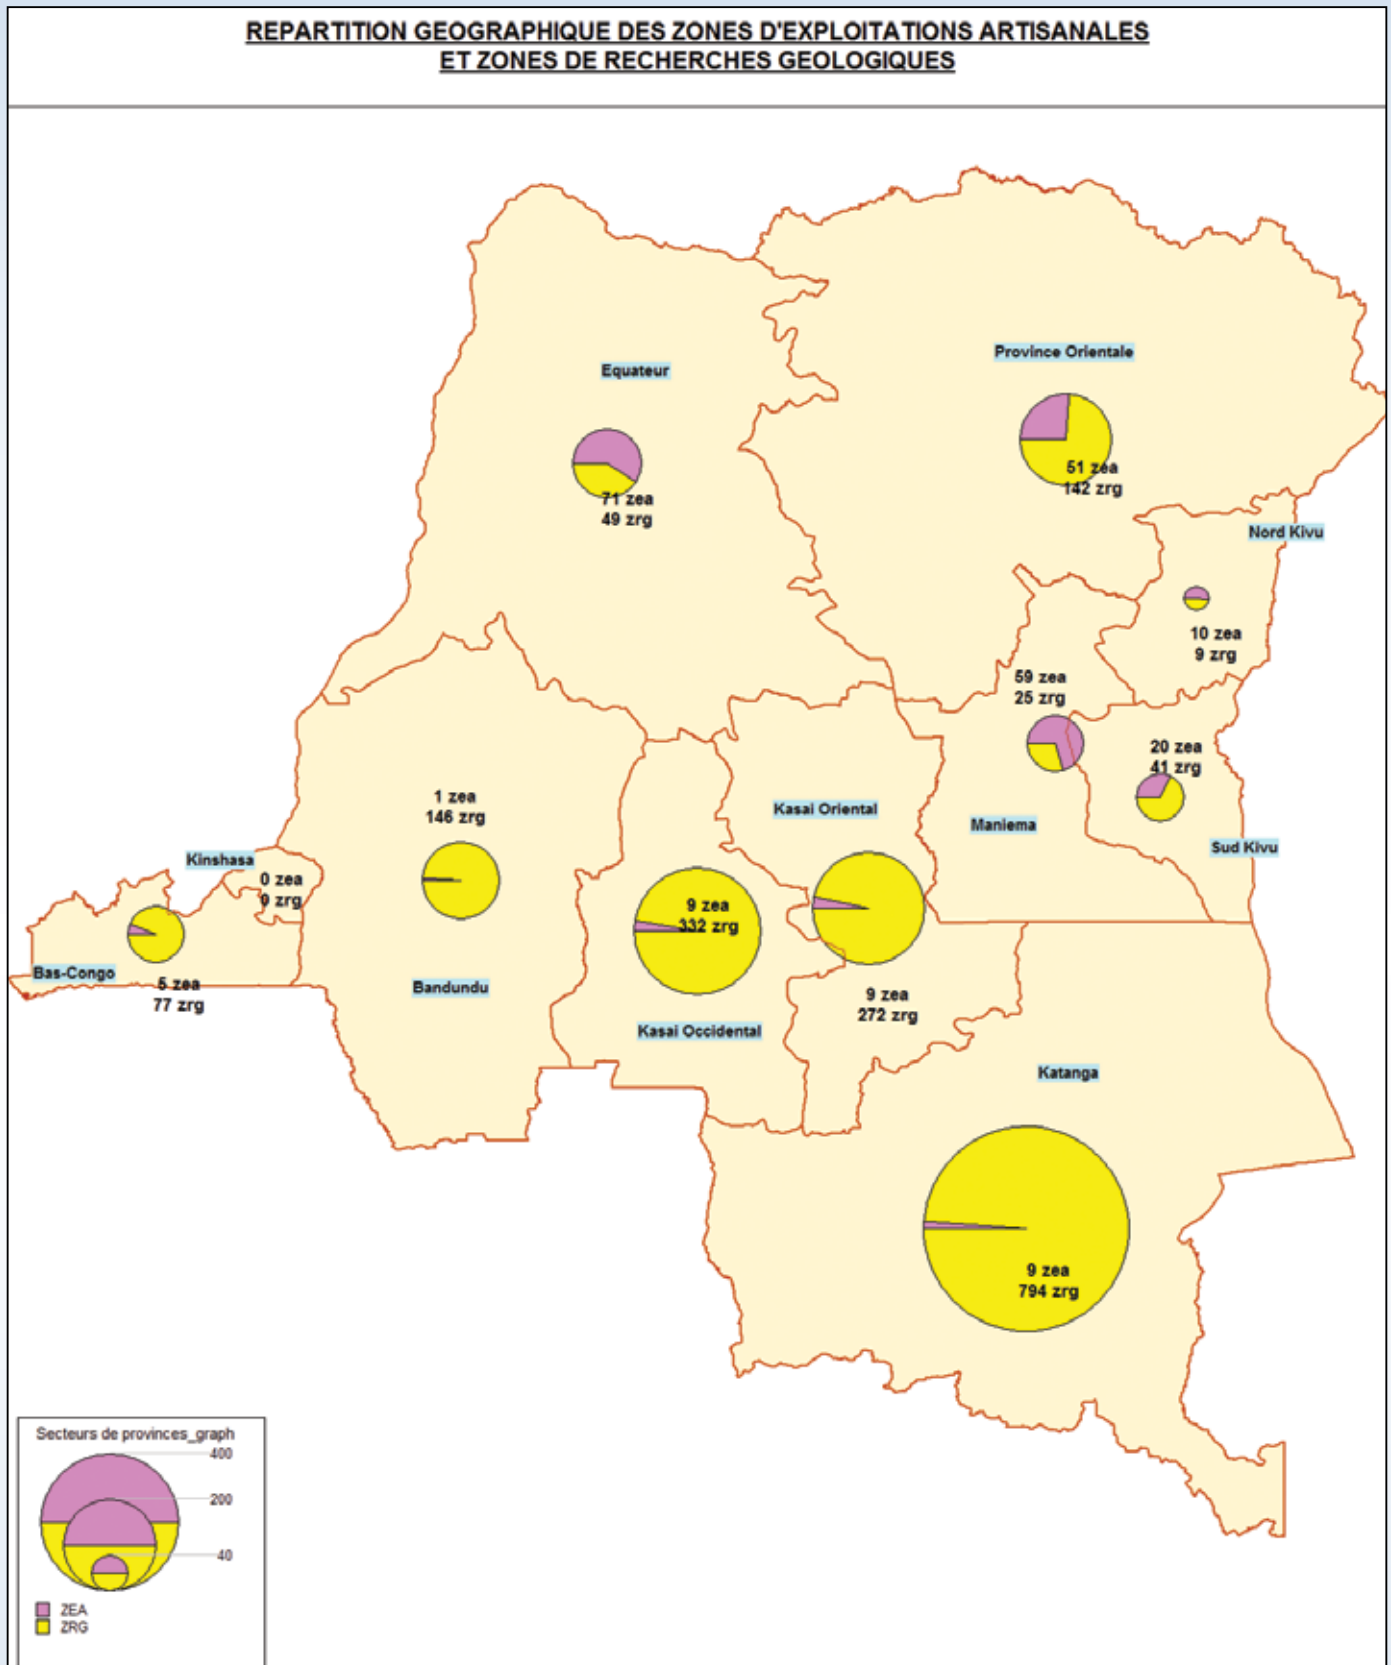 REPARTITION GEOGRAPHIQUE DES ZONES D'EXPLOITATIONS ARTISANALES
ET ZONES DE RECHERCHES GEOLOGIQUES
Province Orientale
Equateur
51 zea
142 zrg
71 zea
49 zrg
Nord Kivu
10 zea
9 zrg
59 zea
25 zrg
20 zea
41 zrg
1 zea
146 zrg
Kasai Oriental
Maniema
Sud Kivu
Kinshasa
0 zea
0 zrg
9 zea
332 zrg
Bas-Congo
5 zea
77 zrg
Bandundu
9 zea
272 zrg
Kasai Occidental
Katanga
9 zea
794 zrg
Secteurs de provinces_graph
400
200
40
ZEA
ZRG